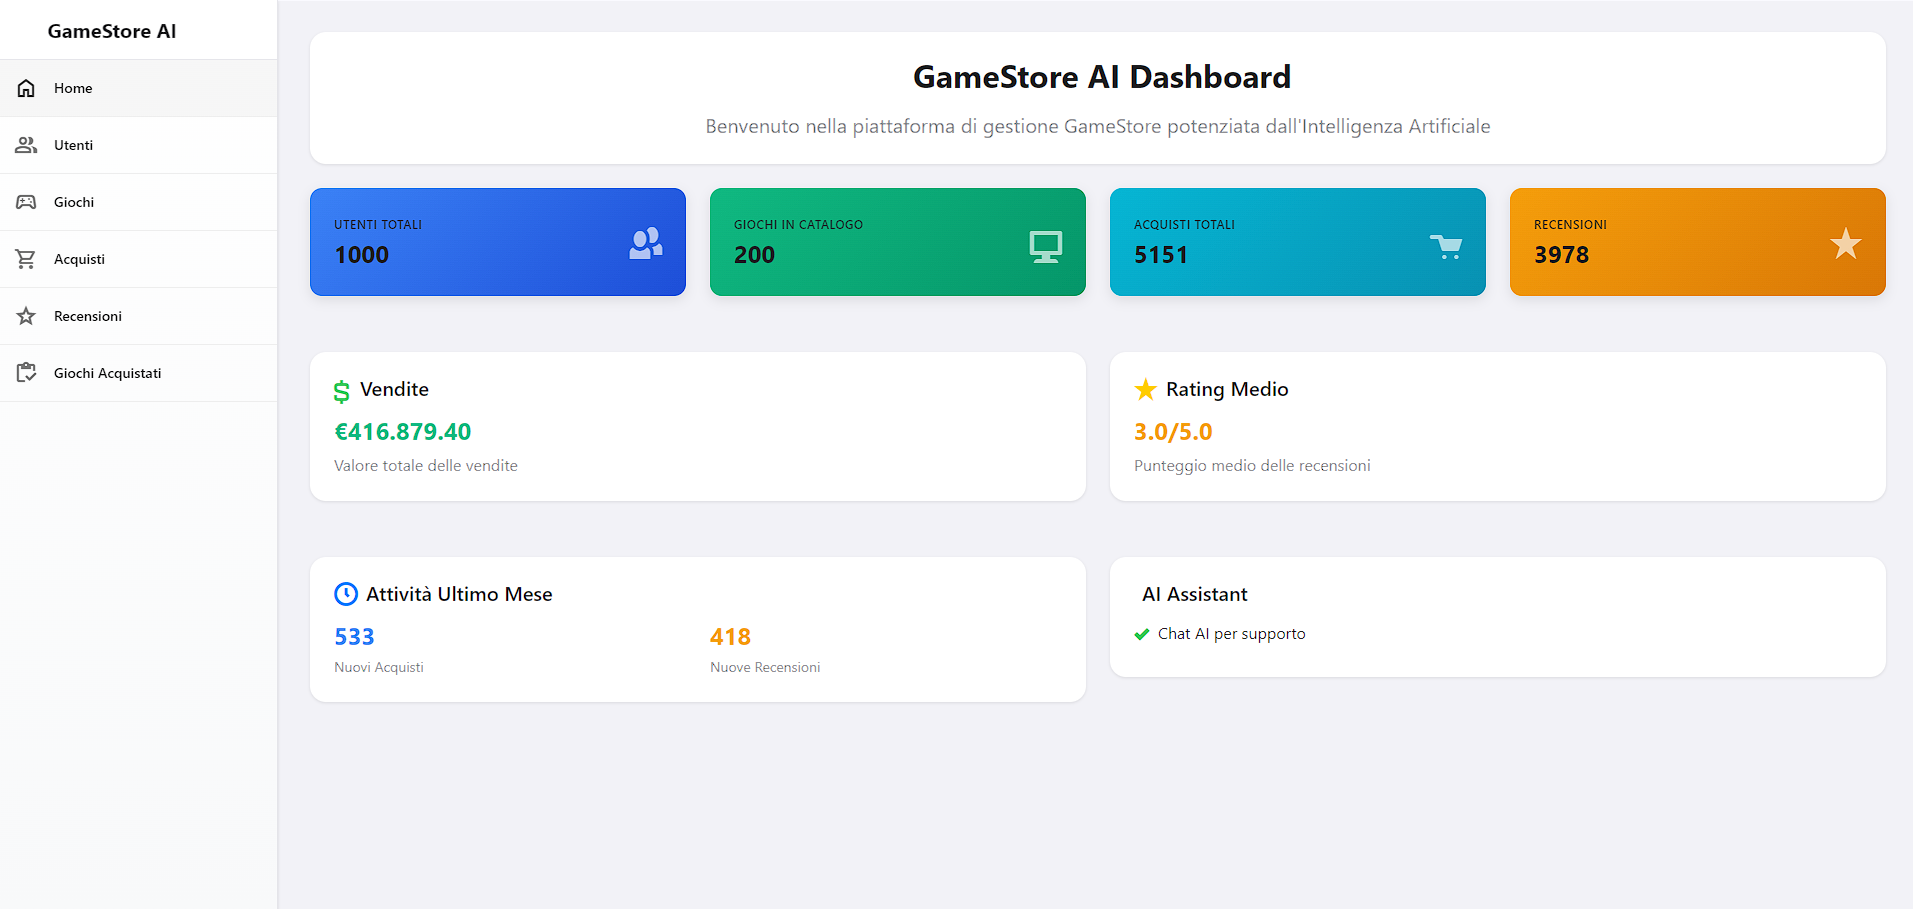 GameStore AI
Home
Utenti
Giochi
Acquisti
Recensioni
Giochi Acquistati
GameStore AI Dashboard
Benvenuto nella piattaforma di gestione GameStore potenziata dall'Intelligenza Artificiale
UTENTI TOTALI
1000
GIOCHI IN CATALOGO
200
ACQUISTI TOTALI
5151
RECENSIONI
3978
Vendite
€416.879.40
Valore totale delle vendite
Rating Medio
3.0/5.0
Punteggio medio delle recensioni
Attività Ultimo Mese
533
Nuovi Acquisti
418
Nuove Recensioni
AI Assistant
Chat AI per supporto